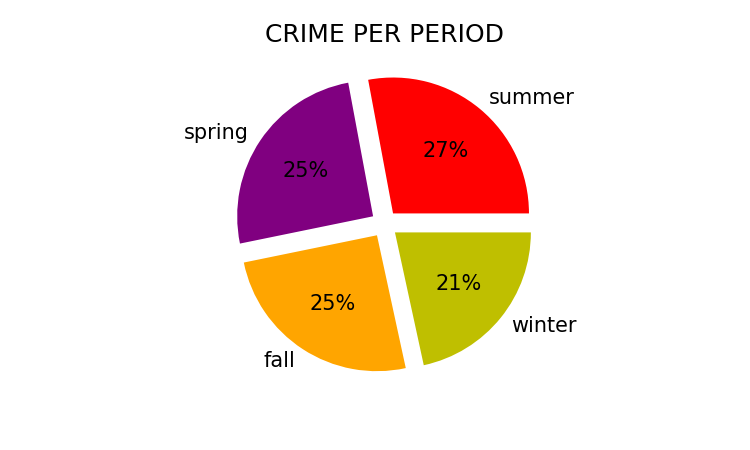 CRIME PER PERIOD
summer
27%
spring
25%
25%
fall
21%
winter